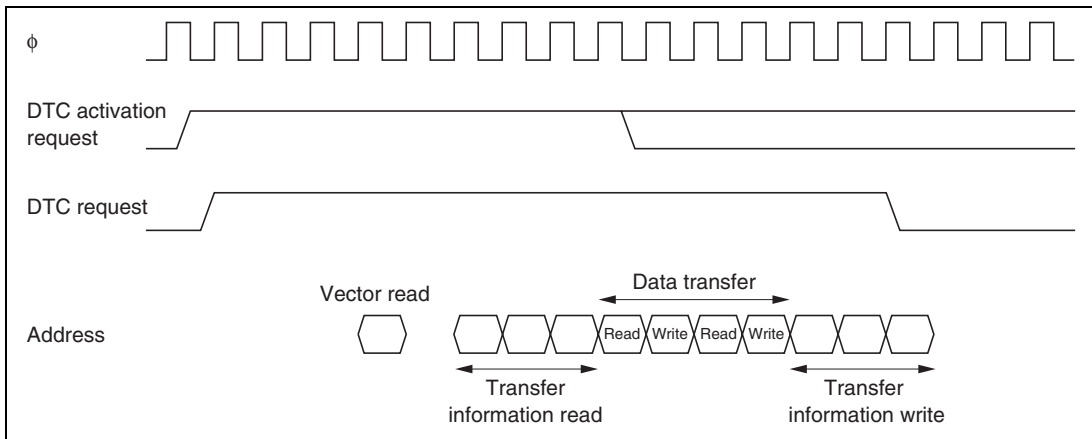 ϕ
DTC activation
request
DTC request
Vector read
Data transfer
Address
Read Write Read Write
Transfer
information read
Transfer
information write